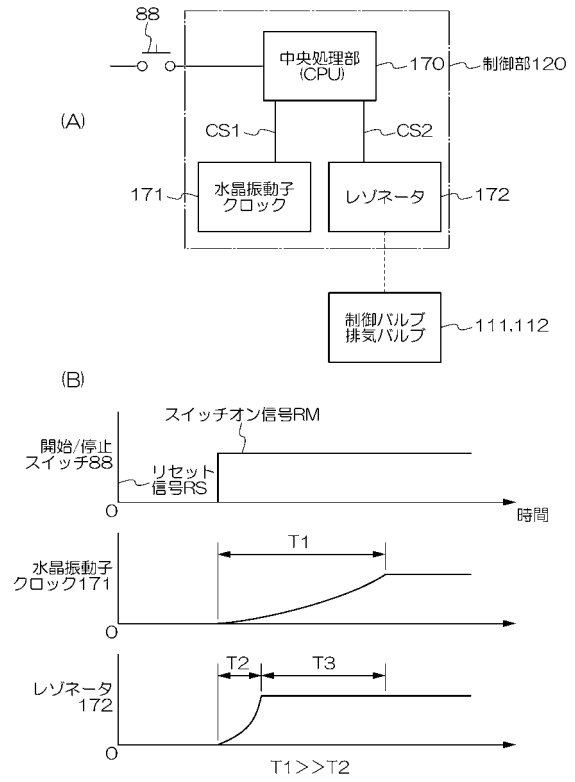 88
(A)
中央処理部
(CPU)
170
制御部120
CS1
CS2
171
水晶振動子
クロック
レゾネータ
172
制御バルブ
排気バルブ
111,112
(B)
スイッチオン信号RM
開始/停止
スイッチ88
リセット
信号RS
O
時間
水晶振動子
クロック171
T1
O
レゾネータ
172
T2
T3
O
T1>>T2